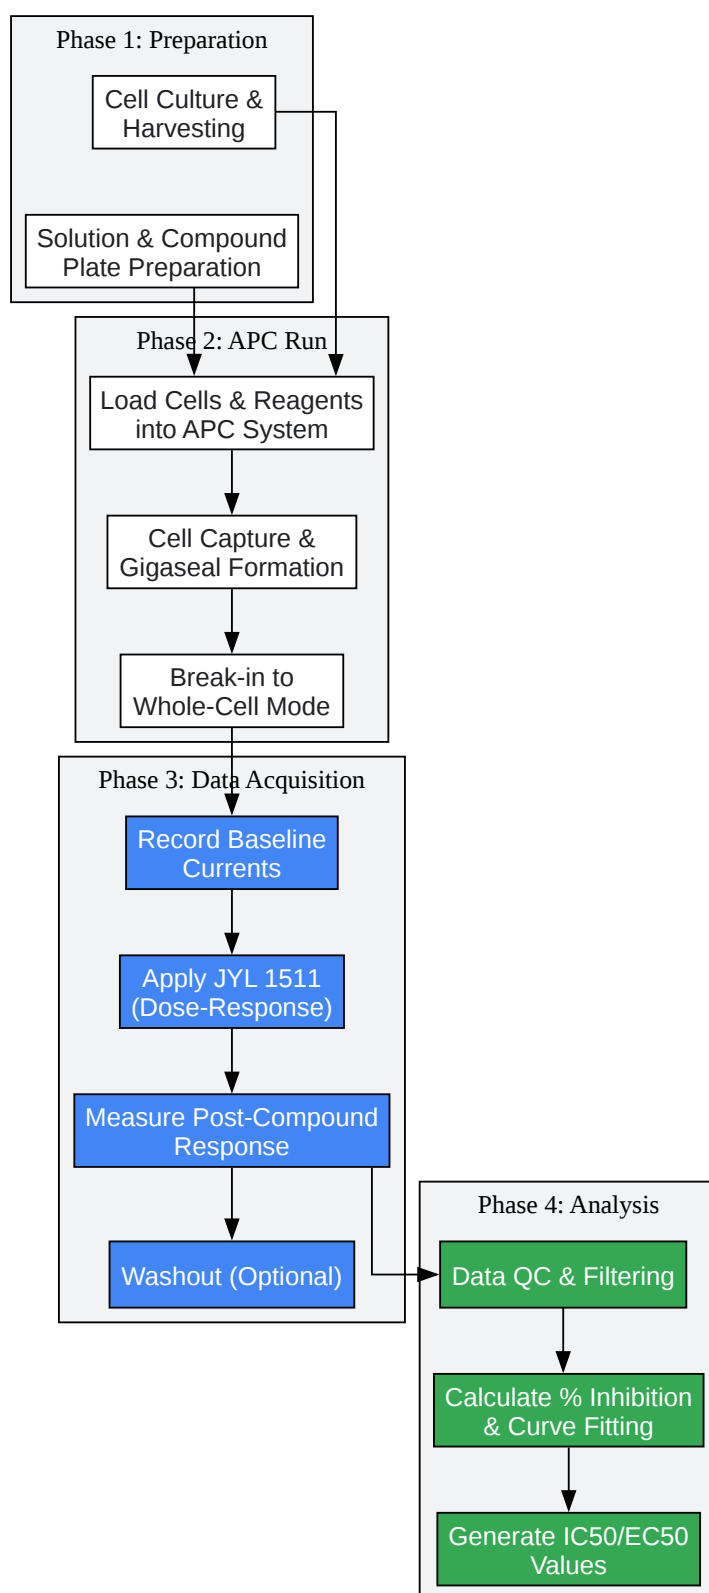 Phase 1: Preparation
Cell Culture &
Harvesting
Solution & Compound
Plate Preparation
Phase 2: APC Run
Load Cells & Reagents
into APC System
Cell Capture &
Gigaseal Formation
Break-in to
Whole-Cell Mode
Phase 3: Data Acquisition
Record Baseline
Currents
Apply JYL 1511
(Dose-Response)
Measure Post-Compound
Response
Washout (Optional)
Phase 4: Analysis
Data QC & Filtering
Calculate % Inhibition
& Curve Fitting
Generate IC50/EC50
Values